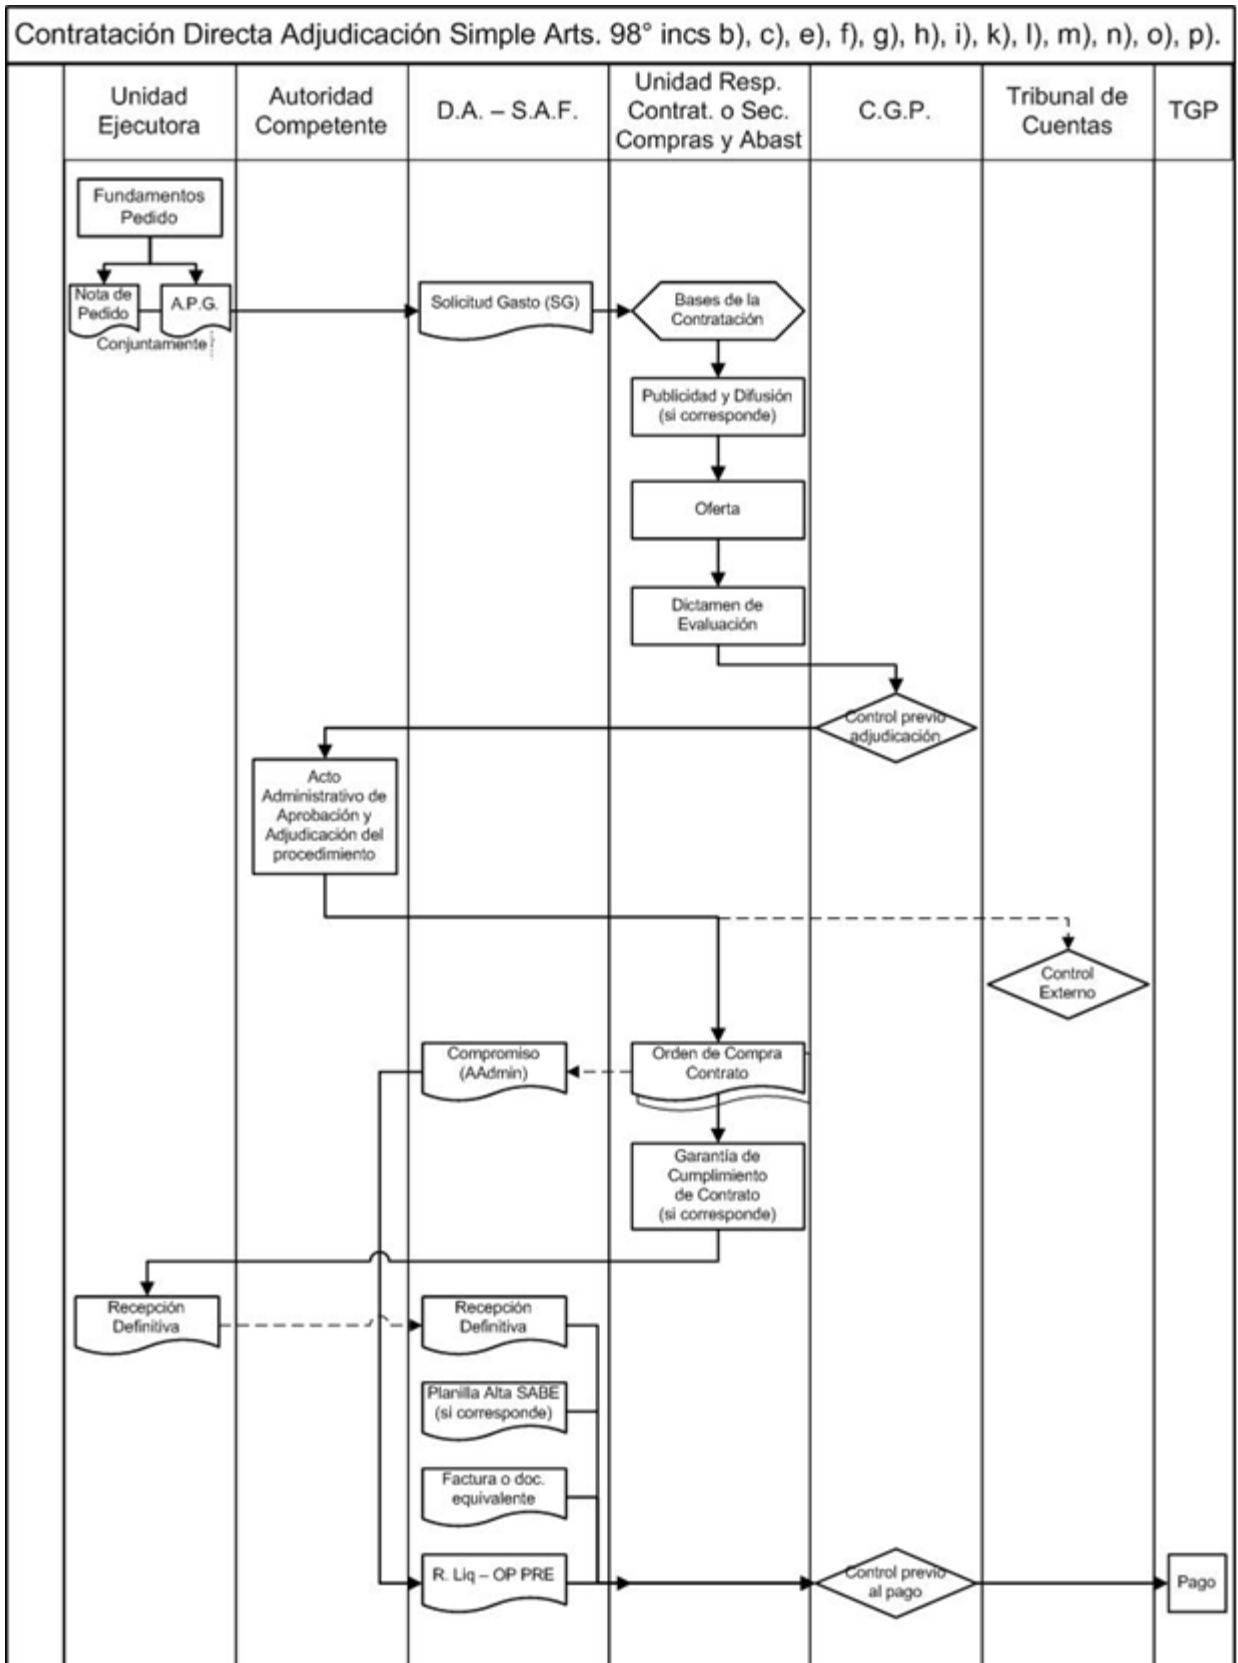 Contratación Directa Adjudicación Simple Arts. 98° incs b), c), e), f), g), h), i), k), l), m), n), o), p).
Unidad
Ejecutora
Autoridad
Competente
D.A. – S.A.F.
Unidad Resp.
Contrat. o Sec.
Compras y Abast
C.G.P.
Tribunal de
Cuentas
TGP
Fundamentos
Pedido
Nota de
Pedido
A.P.G.
Conjuntamente
Solicitud Gasto (SG)
Bases de la
Contratación
Publicidad y Difusión
(si corresponde)
Oferta
Dictamen de
Evaluación
Control previo
adjudicación
Acto
Administrativo de
Aprobación y
Adjudicación del
procedimiento
Control
Externo
Compromiso
(AAdmin)
Orden de Compra
Contrato
Garantía de
Cumplimiento
de Contrato
(si corresponde)
Recepción
Definitiva
Recepción
Definitiva
Planilla Alta SABE
(si corresponde)
Factura o doc.
equivalente
R. Liq – OP PRE
Control previo
al pago
Pago